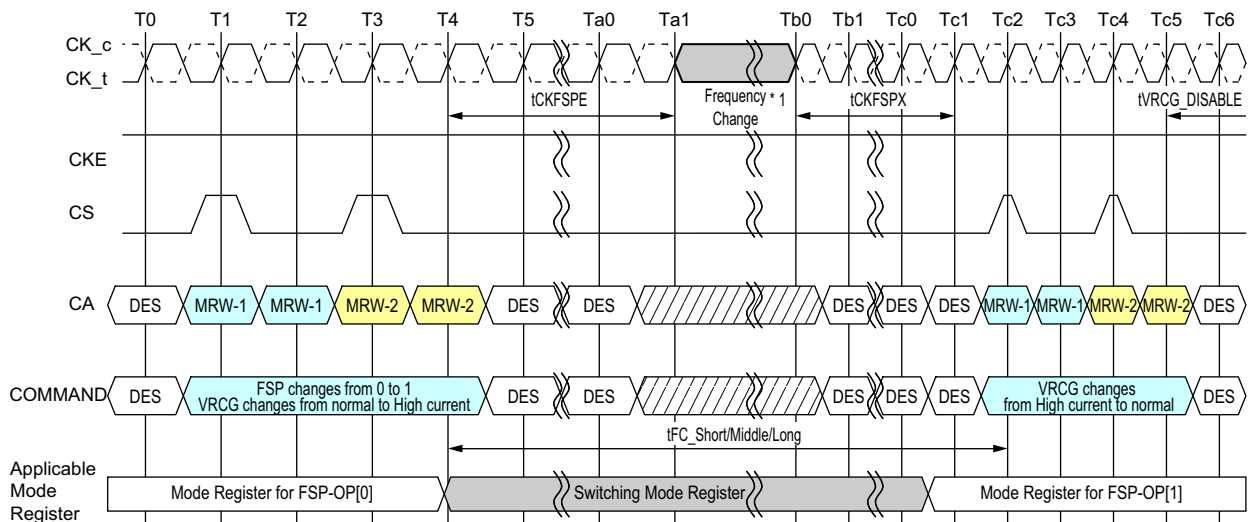 T0 T1 T2 T3 T4 T5 Ta0 Ta1 Tb0 Tb1 Tc0 Tc1 Tc2 Tc3 Tc4 Tc5 Tc6
CK_c
CK_t
tCKFSPE
Frequency * 1
Change
tCKFSPX
tVRCG_DISABLE
CKE
CS
CA DES MRW-1 MRW-1 MRW-2 MRW-2 DES DES DES DES DES MRW-1 MRW-1 MRW-2 MRW-2 DES
COMMAND DES
FSP changes from 0 to 1
VRCG changes from normal to High current
DES DES DES DES DES
VRCG changes
from High current to normal
DES
tFC_Short/Middle/Long
Applicable
Mode
Register
Mode Register for FSP-OP[0]
Switching Mode Register
Mode Register for FSP-OP[1]